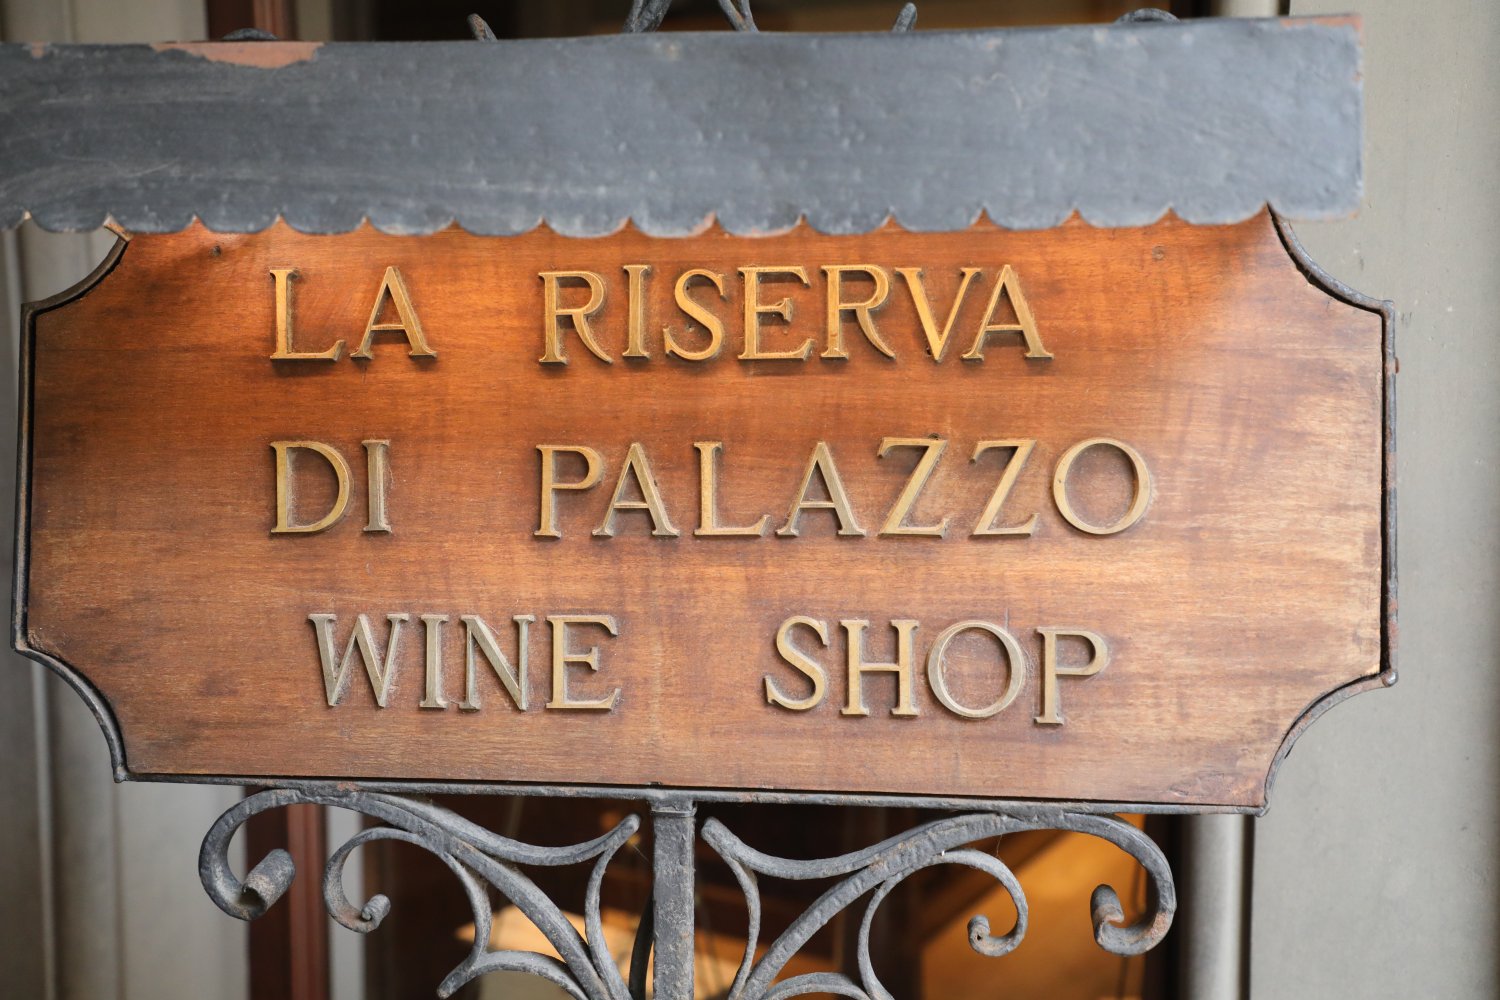 LA RISERVA
DI PALAZZO
WINE SHOP